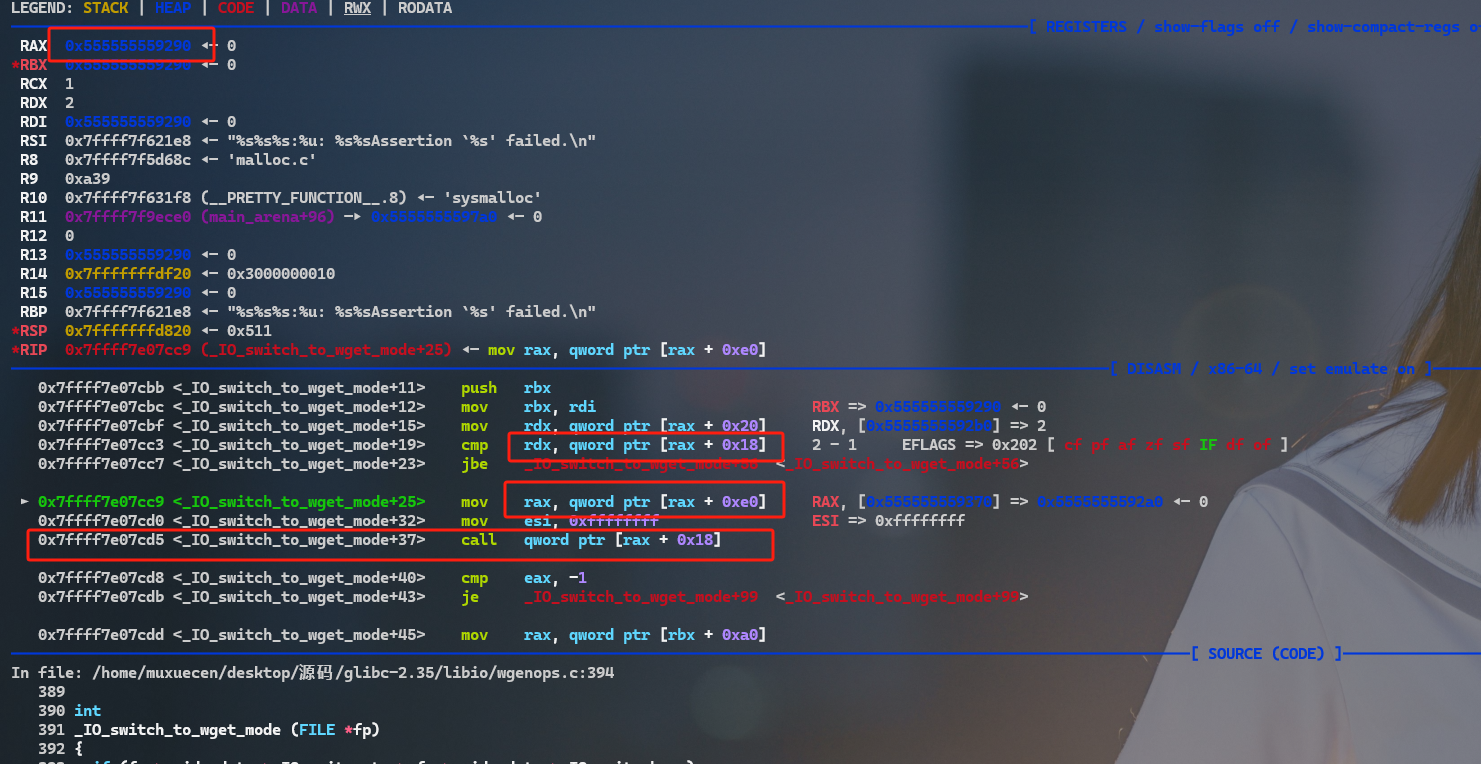 LEGEND: STACK | HEAP | CODE | DATA | RWX | RODATA
[ REGISTERS / show-flags off / show-compact-regs o
RAX 0x555555559290 ◂— 0
*RBX 0x555555559290 ◂— 0
RCX 1
RDX 2
RDI 0x555555559290 ◂— 0
RSI 0x7ffff7f621e8 ◂— "%s%s%s:%u: %s%sAssertion `%s' failed.\n"
R8 0x7ffff7f5d68c ◂— 'malloc.c'
R9 0xa39
R10 0x7ffff7f631f8 (__PRETTY_FUNCTION__.8) ◂— 'sysmalloc'
R11 0x7ffff7f9ece0 (main_arena+96) —▸ 0x5555555597a0 ◂— 0
R12 0
R13 0x555555559290 ◂— 0
R14 0x7fffffffdf20 ◂— 0x3000000010
R15 0x555555559290 ◂— 0
RBP 0x7ffff7f621e8 ◂— "%s%s%s:%u: %s%sAssertion `%s' failed.\n"
*RSP 0x7fffffffd820 ◂— 0x511
*RIP 0x7ffff7e07cc9 (_IO_switch_to_wget_mode+25) ◂— mov rax, qword ptr [rax + 0xe0]
[ DISASM / x86-64 / set emulate on ]
0x7ffff7e07cbb <_IO_switch_to_wget_mode+11> push rbx
0x7ffff7e07cbc <_IO_switch_to_wget_mode+12> mov rbx, rdi RBX => 0x555555559290 ◂— 0
0x7ffff7e07cbf <_IO_switch_to_wget_mode+15> mov rdx, qword ptr [rax + 0x20] RDX, [0x5555555592b0] => 2
0x7ffff7e07cc3 <_IO_switch_to_wget_mode+19> cmp rdx, qword ptr [rax + 0x18] 2 - 1 EFLAGS => 0x202 [ cf pf af zf sf IF df of ]
0x7ffff7e07cc7 <_IO_switch_to_wget_mode+23> jbe _IO_switch_to_wget_mode+56 <_IO_switch_to_wget_mode+56>
► 0x7ffff7e07cc9 <_IO_switch_to_wget_mode+25> mov rax, qword ptr [rax + 0xe0] RAX, [0x555555559370] => 0x5555555592a0 ◂— 0
0x7ffff7e07cd0 <_IO_switch_to_wget_mode+32> mov esi, 0xffffffff ESI => 0xffffffff
0x7ffff7e07cd5 <_IO_switch_to_wget_mode+37> call qword ptr [rax + 0x18]
0x7ffff7e07cd8 <_IO_switch_to_wget_mode+40> cmp eax, -1
0x7ffff7e07cdb <_IO_switch_to_wget_mode+43> je _IO_switch_to_wget_mode+99 <_IO_switch_to_wget_mode+99>
0x7ffff7e07cdd <_IO_switch_to_wget_mode+45> mov rax, qword ptr [rbx + 0xa0]
[ SOURCE (CODE) ]
In file: /home/muxuecen/desktop/源码/glibc-2.35/libio/wgenops.c:394
389
390 int
391 _IO_switch_to_wget_mode (FILE *fp)
392 {